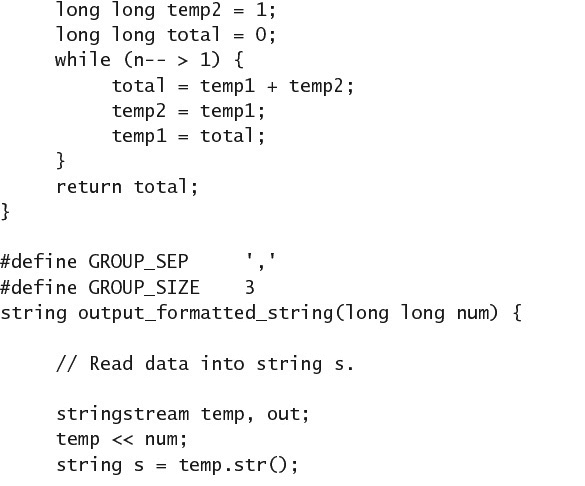 long long temp2 = 1;
long long total = 0;
while (n-- > 1) {
total = temp1 + temp2;
temp2 = temp1;
temp1 = total;
}
return total;
}
#define GROUP_SEP ','
#define GROUP_SIZE 3
string output_formatted_string(long long num) {
// Read data into string s.
stringstream temp, out;
temp << num;
string s = temp.str();